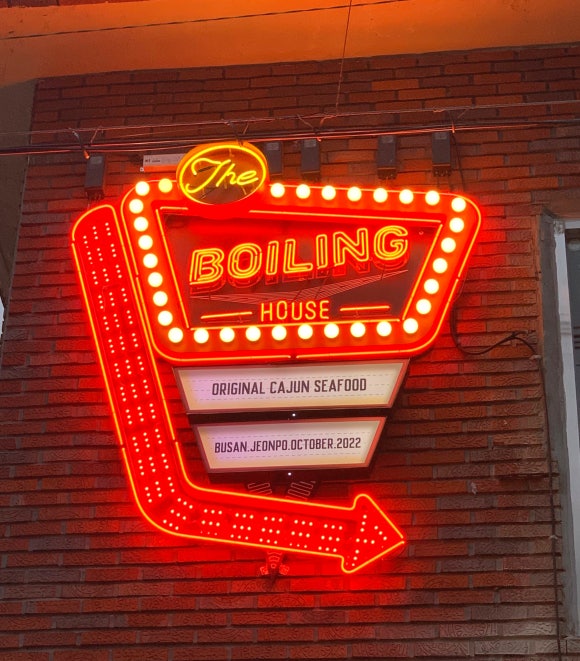 The
BOILING
HOUSE
ORIGINAL CAJUN SEAFOOD
BUSAN.JEONPO.OCTOBER.2022